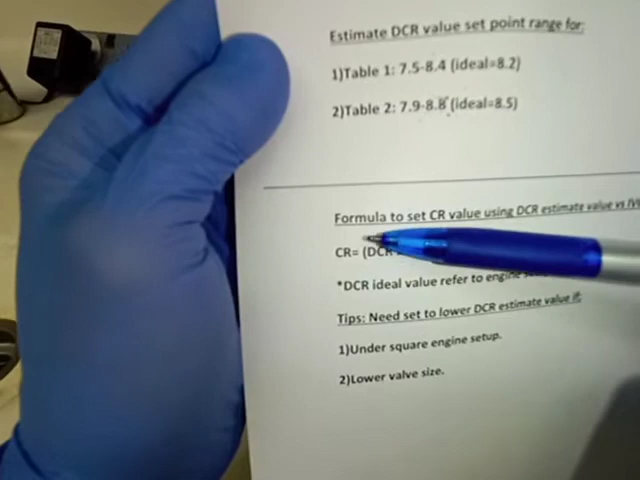 Estimate DCR value set point range for:
1)Table 1: 7.5-8.4 (ideal=8.2)
2)Table 2: 7.9-8.8 (ideal=8.5)
Formula to set CR value using DCR estimate value vs IV
CR= (DCR
*DCR ideal value refer to engine
Tips: Need set to lower DCR estimate value if:
1)Under square engine setup.
2)Lower valve size.